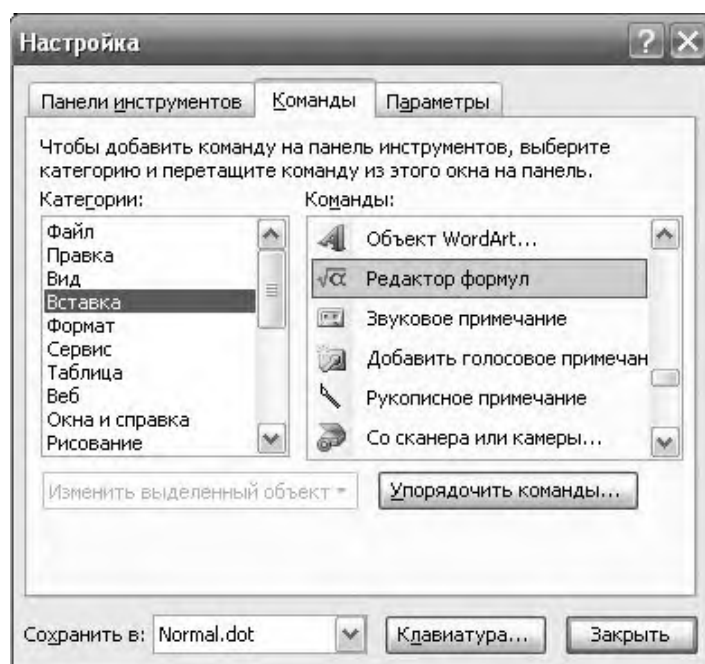 Настройка
Панели инструментов Команды Параметры
Чтобы добавить команду на панель инструментов, выберите
категорию и перетащите команду из этого окна на панель.
Категории:
Файл
Правка
Вид
Вставка
Формат
Сервис
Таблица
Веб
Окна и справка
Рисование
Команды:
Объект WordArt...
√α Редактор формул
Звуковое примечание
Добавить голосовое примечан
Рукописное примечание
Со сканера или камеры...
Изменить выделенный объект
Упорядочить команды...
Сохранить в: Normal.dot Клавиатура... Закрыть